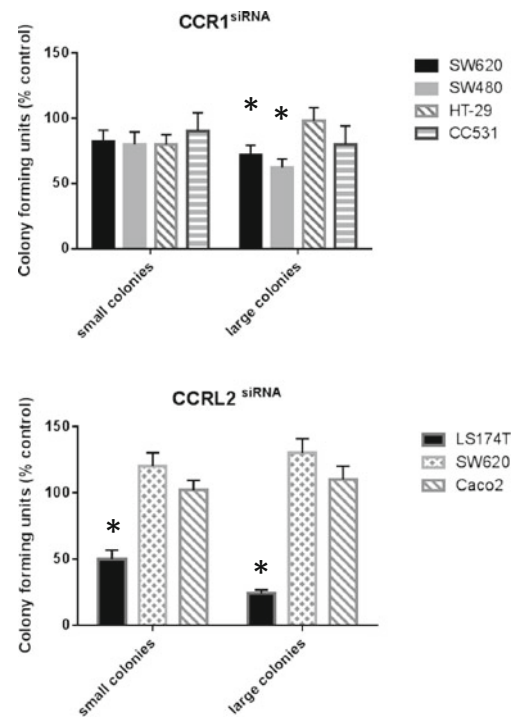 CCR1siRNA
Colony forming units (% control)
150
100
50
0
* *
small colonies
large colonies
SW620
SW480
HT-29
CC531
CCRL2 siRNA
Colony forming units (% control)
150
100
50
0
*
*
small colonies
large colonies
LS174T
SW620
Caco2